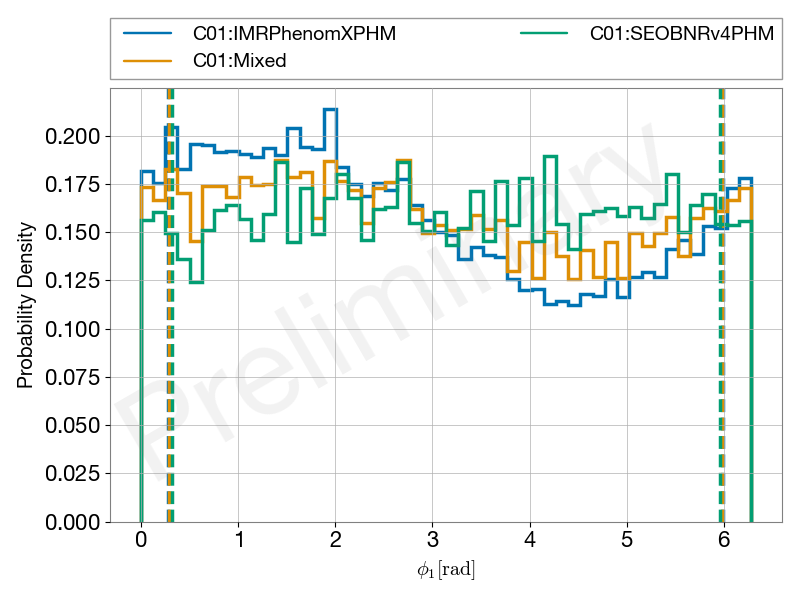 C01:IMRPhenomXPHM
C01:Mixed
C01:SEOBNRv4PHM
Probability Density
0.200
0.175
0.150
0.125
0.100
0.075
0.050
0.025
0.000
Preliminary
0 1 2 3 4 5 6
ϕ₁[rad]